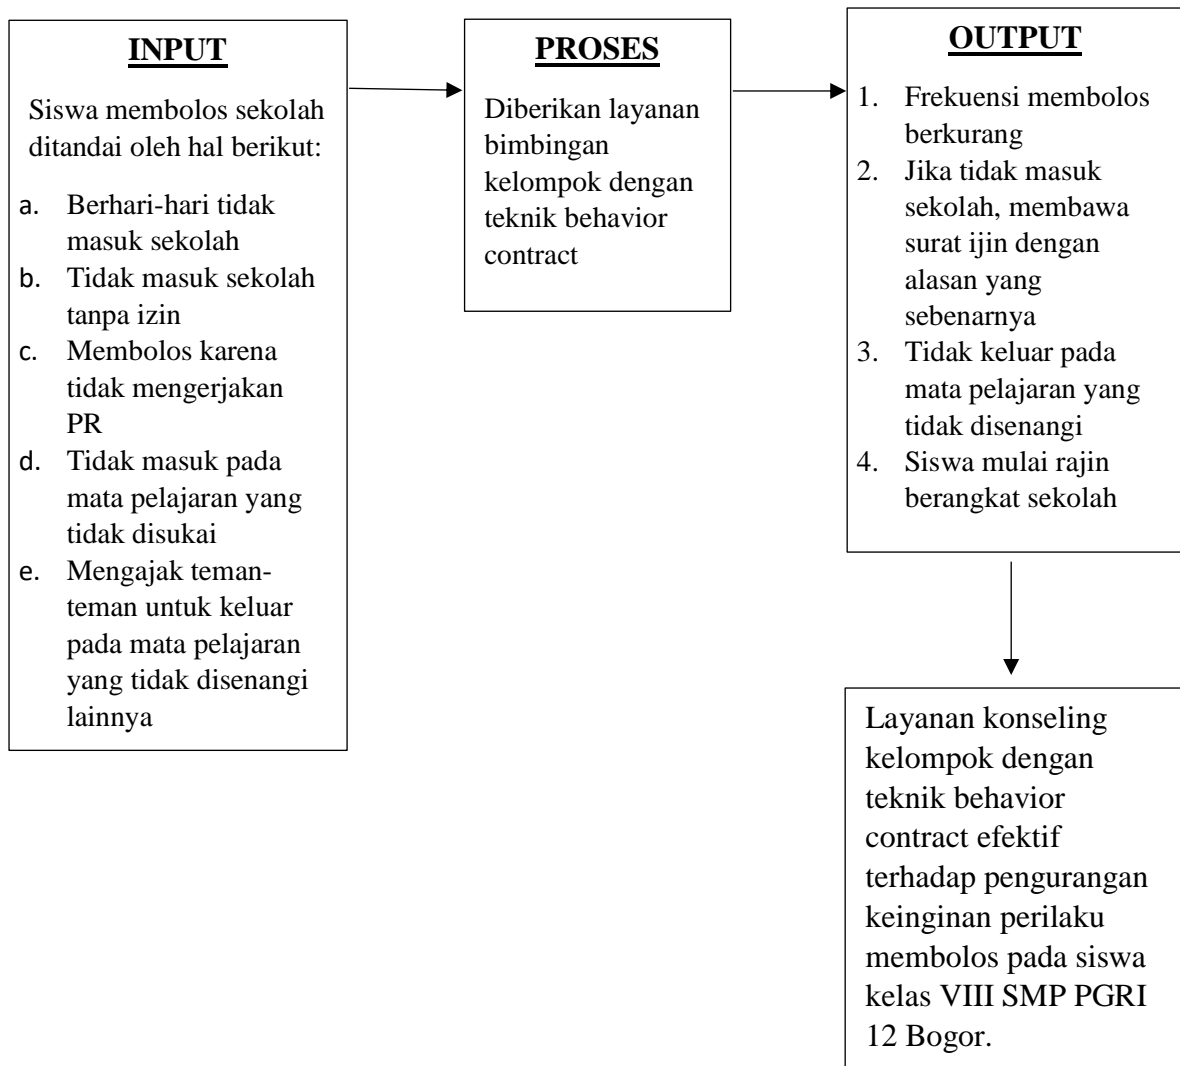 INPUT
Siswa membolos sekolah
ditandai oleh hal berikut:
a. Berhari-hari tidak
masuk sekolah
b. Tidak masuk sekolah
tanpa izin
c. Membolos karena
tidak mengerjakan
PR
d. Tidak masuk pada
mata pelajaran yang
tidak disukai
e. Mengajak teman-
teman untuk keluar
pada mata pelajaran
yang tidak disenangi
lainnya
PROSES
Diberikan layanan
bimbingan
kelompok dengan
teknik behavior
contract
OUTPUT
1. Frekuensi membolos
berkurang
2. Jika tidak masuk
sekolah, membawa
surat ijin dengan
alasan yang
sebenarnya
3. Tidak keluar pada
mata pelajaran yang
tidak disenangi
4. Siswa mulai rajin
berangkat sekolah
Layanan konseling
kelompok dengan
teknik behavior
contract efektif
terhadap pengurangan
keinginan perilaku
membolos pada siswa
kelas VIII SMP PGRI
12 Bogor.